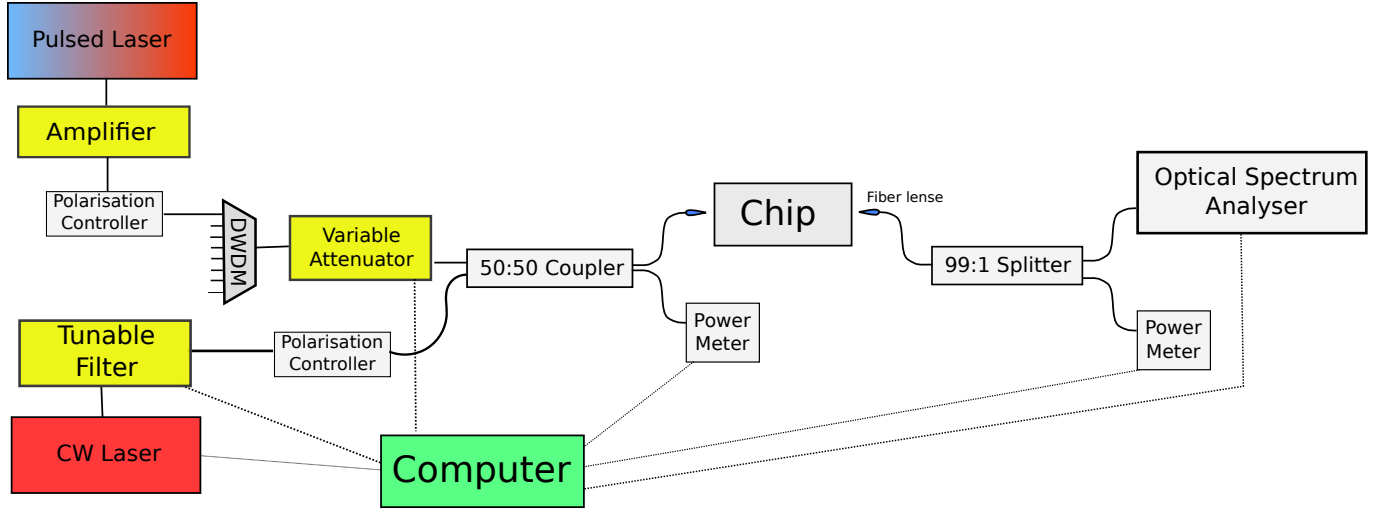 Pulsed Laser
Amplifier
Polarisation
Controller
DWDM
Variable
Attenuator
50:50 Coupler
Chip
Fiber lense
99:1 Splitter
Optical Spectrum
Analyser
Power
Meter
Power
Meter
Tunable
Filter
Polarisation
Controller
CW Laser
Computer